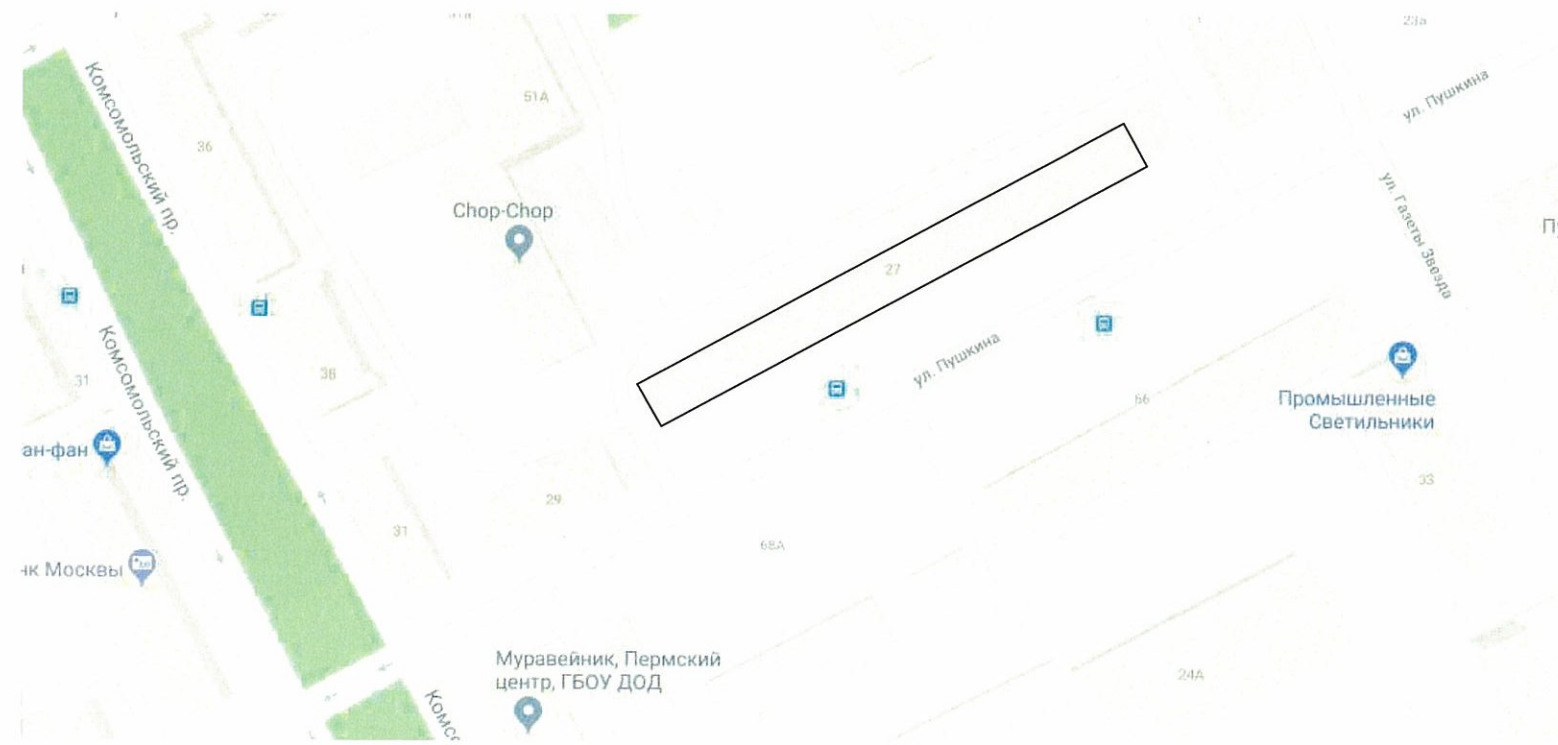 23а
ул. Пушкина
51А
Комсомольский пр.
36
Chop-Chop
ул. Газеты Звезда
27
ул. Пушкина
38
31
Комсомольский пр.
66
Промышленные
Светильники
ан-фан
33
29
31
68А
нк Москвы
Муравейник, Пермский
центр, ГБОУ ДОД
24А
Комсо